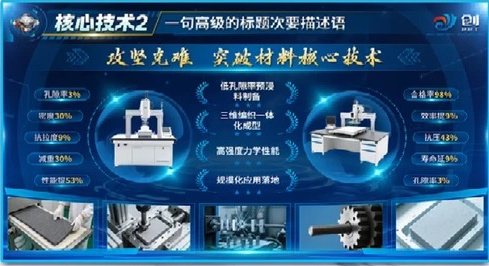 核心技术2
一句高级的标题次要描述语
创
攻坚克难 突破材料核心技术
孔隙率3%
密度30%
抗拉度9%
减重30%
性能提53%
低孔隙率预浸
料制备
三维编织一体
化成型
高强度力学性能
规模化应用落地
合格率98%
效率提9%
抗压43%
寿命延9%
孔隙率3%